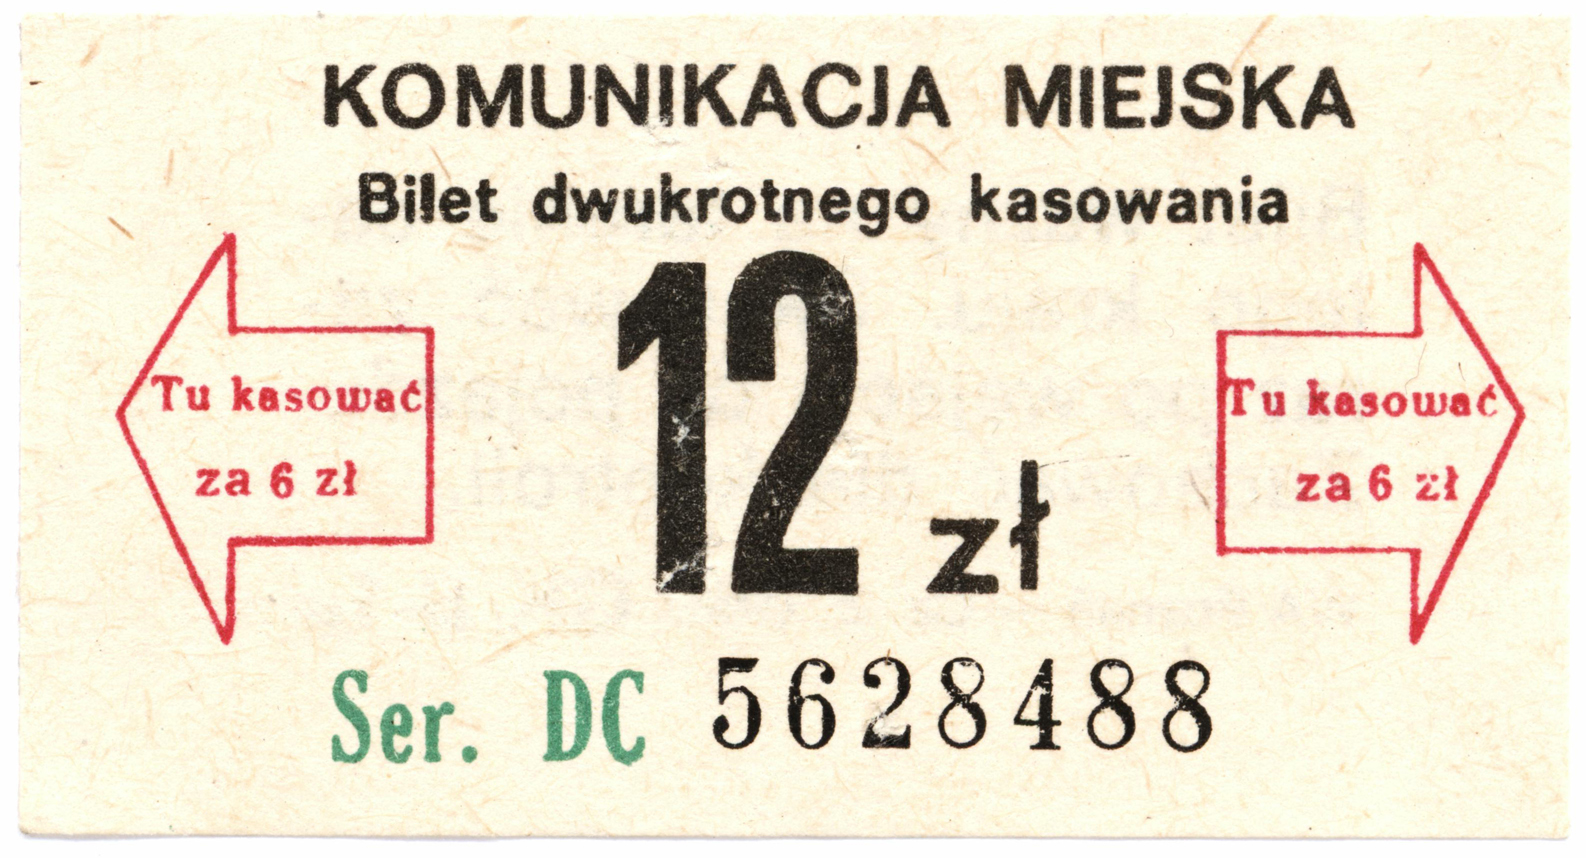 KOMUNIKACJA MIEJSKA
Bilet dwukrotnego kasowania
12 zł
Tu kasować
za 6 zł
Tu kasować
za 6 zł
Ser. DC 5628488